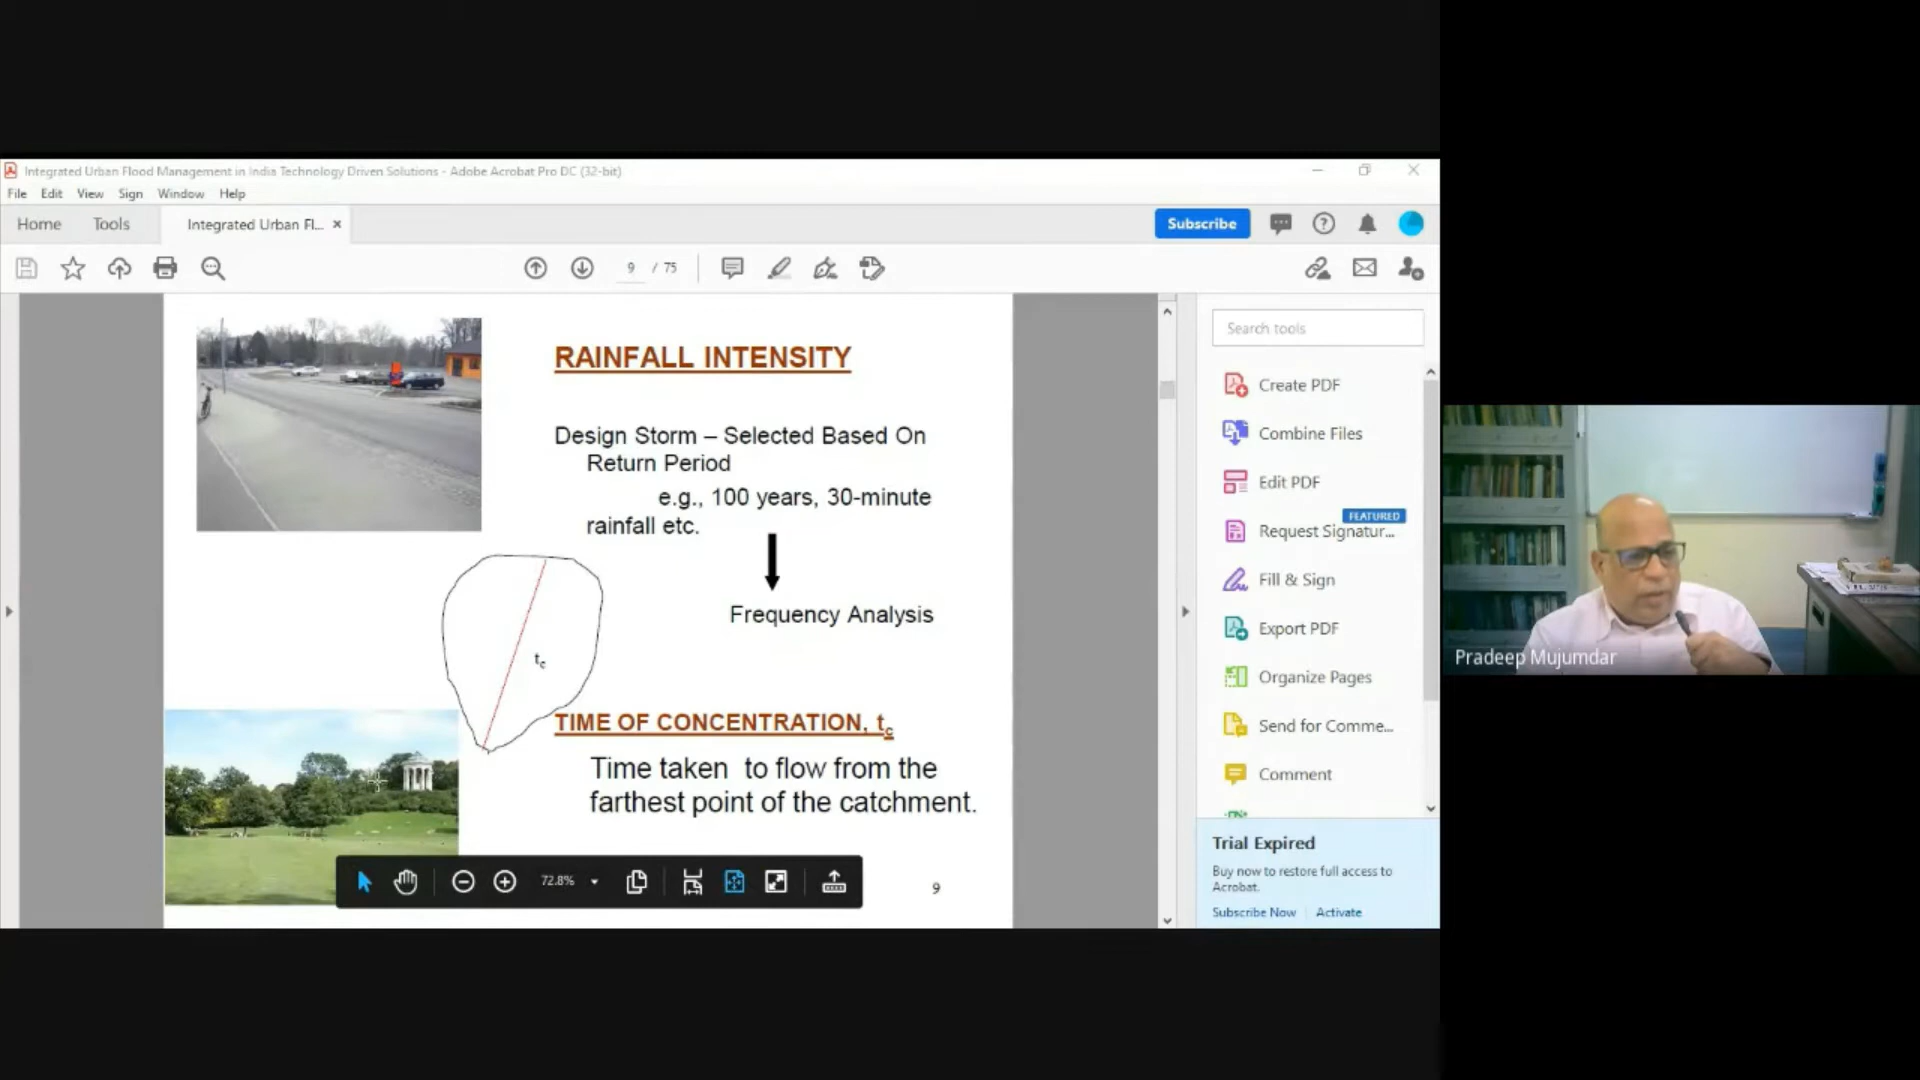 Integrated Urban Flood Management in India Technology Driven Solutions - Adobe Acrobat Pro DC (32-bit)
File Edit View Sign Window Help
Home Tools Integrated Urban Fl... ×
Subscribe
9 / 75
RAINFALL INTENSITY
Design Storm – Selected Based On
Return Period
e.g., 100 years, 30-minute
rainfall etc.
Frequency Analysis
tc
TIME OF CONCENTRATION, tc
Time taken to flow from the
farthest point of the catchment.
9
72.8%
Search tools
Create PDF
Combine Files
Edit PDF
FEATURED
Request Signatur...
Fill & Sign
Export PDF
Organize Pages
Send for Comme...
Comment
Trial Expired
Buy now to restore full access to
Acrobat.
Subscribe Now Activate
Pradeep Mujumdar